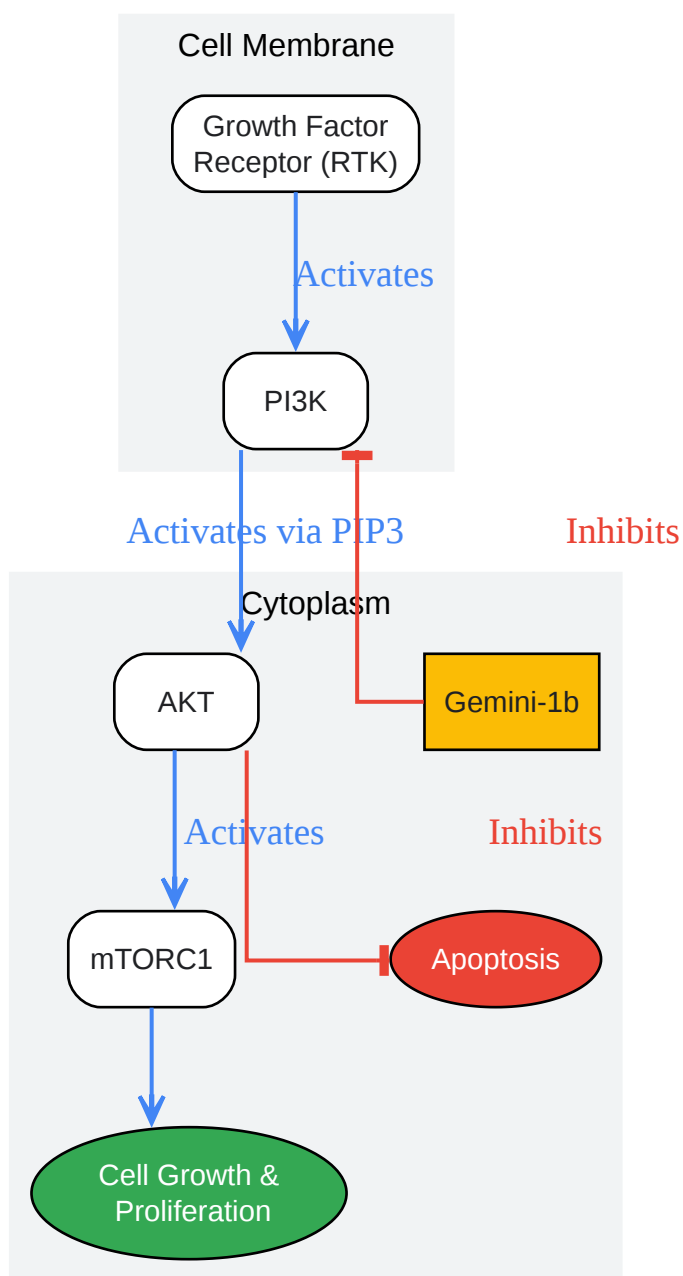 Cell Membrane
Growth Factor
Receptor (RTK)
Activates
PI3K
Activates via PIP3
Inhibits
Cytoplasm
AKT
Gemini-1b
Activates
Inhibits
mTORC1
Apoptosis
Cell Growth &
Proliferation